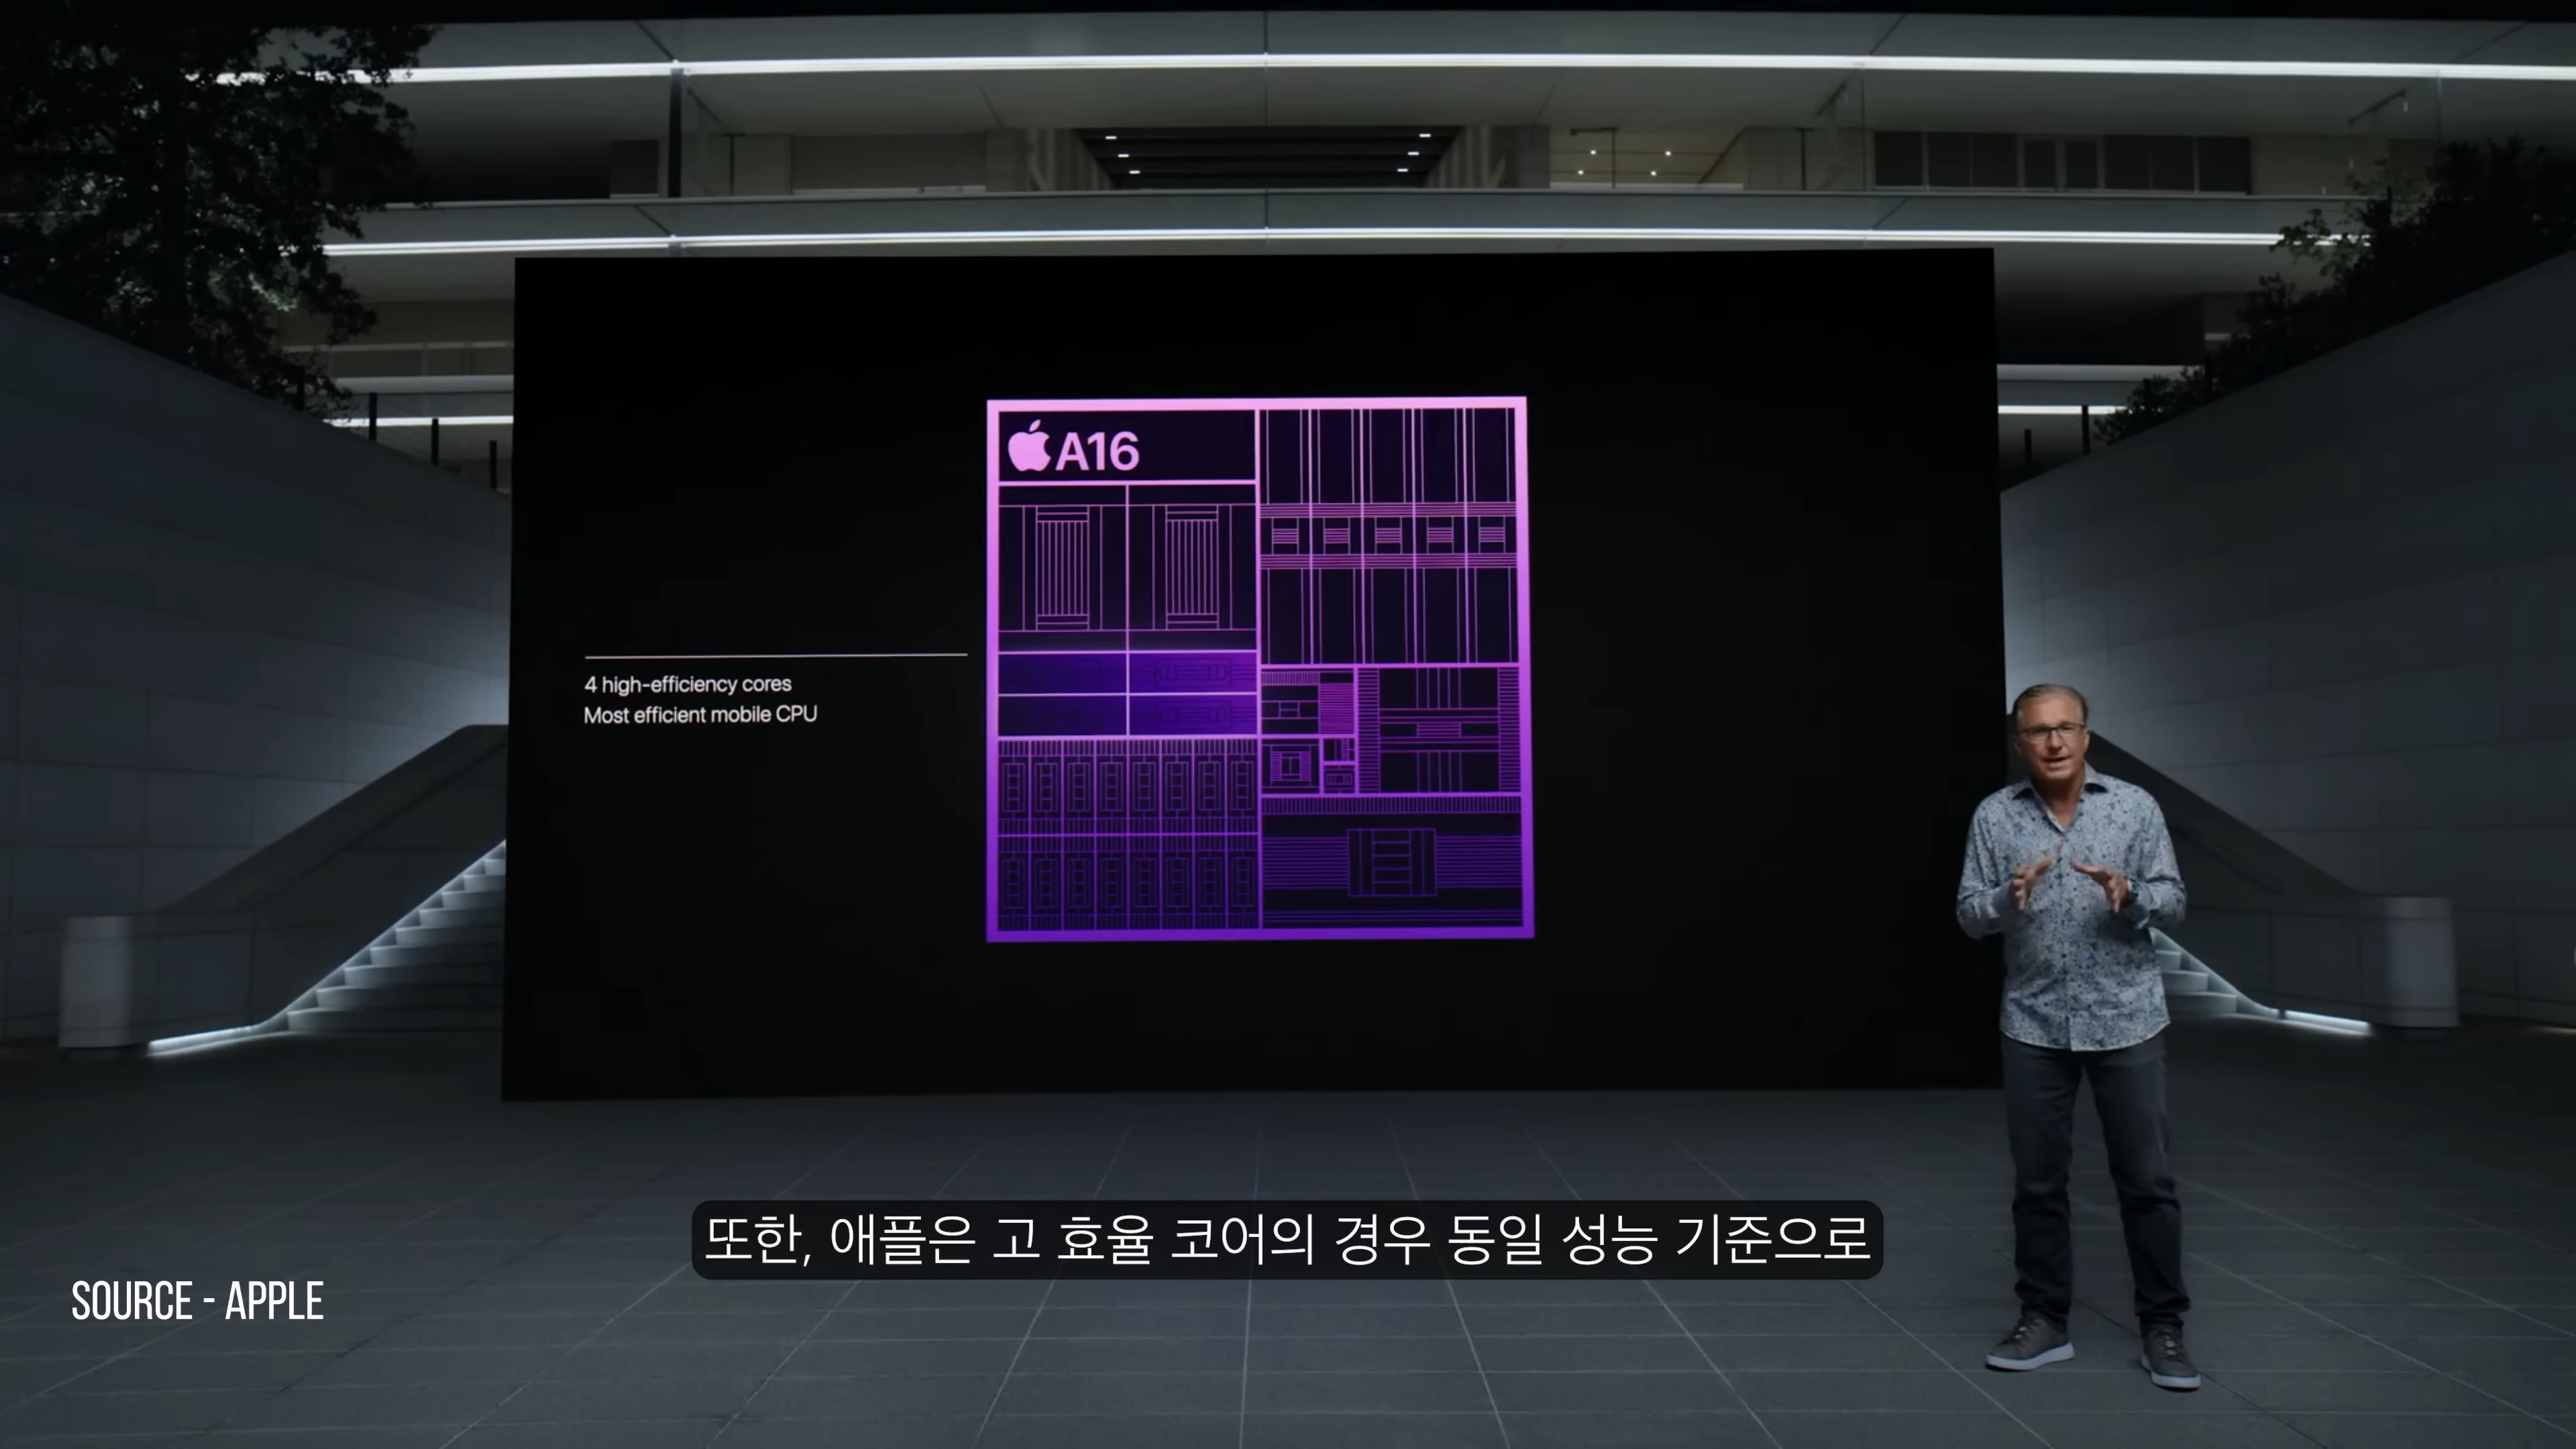 A16
4 high-efficiency cores
Most efficient mobile CPU
또한, 애플은 고 효율 코어의 경우 동일 성능 기준으로
SOURCE - APPLE